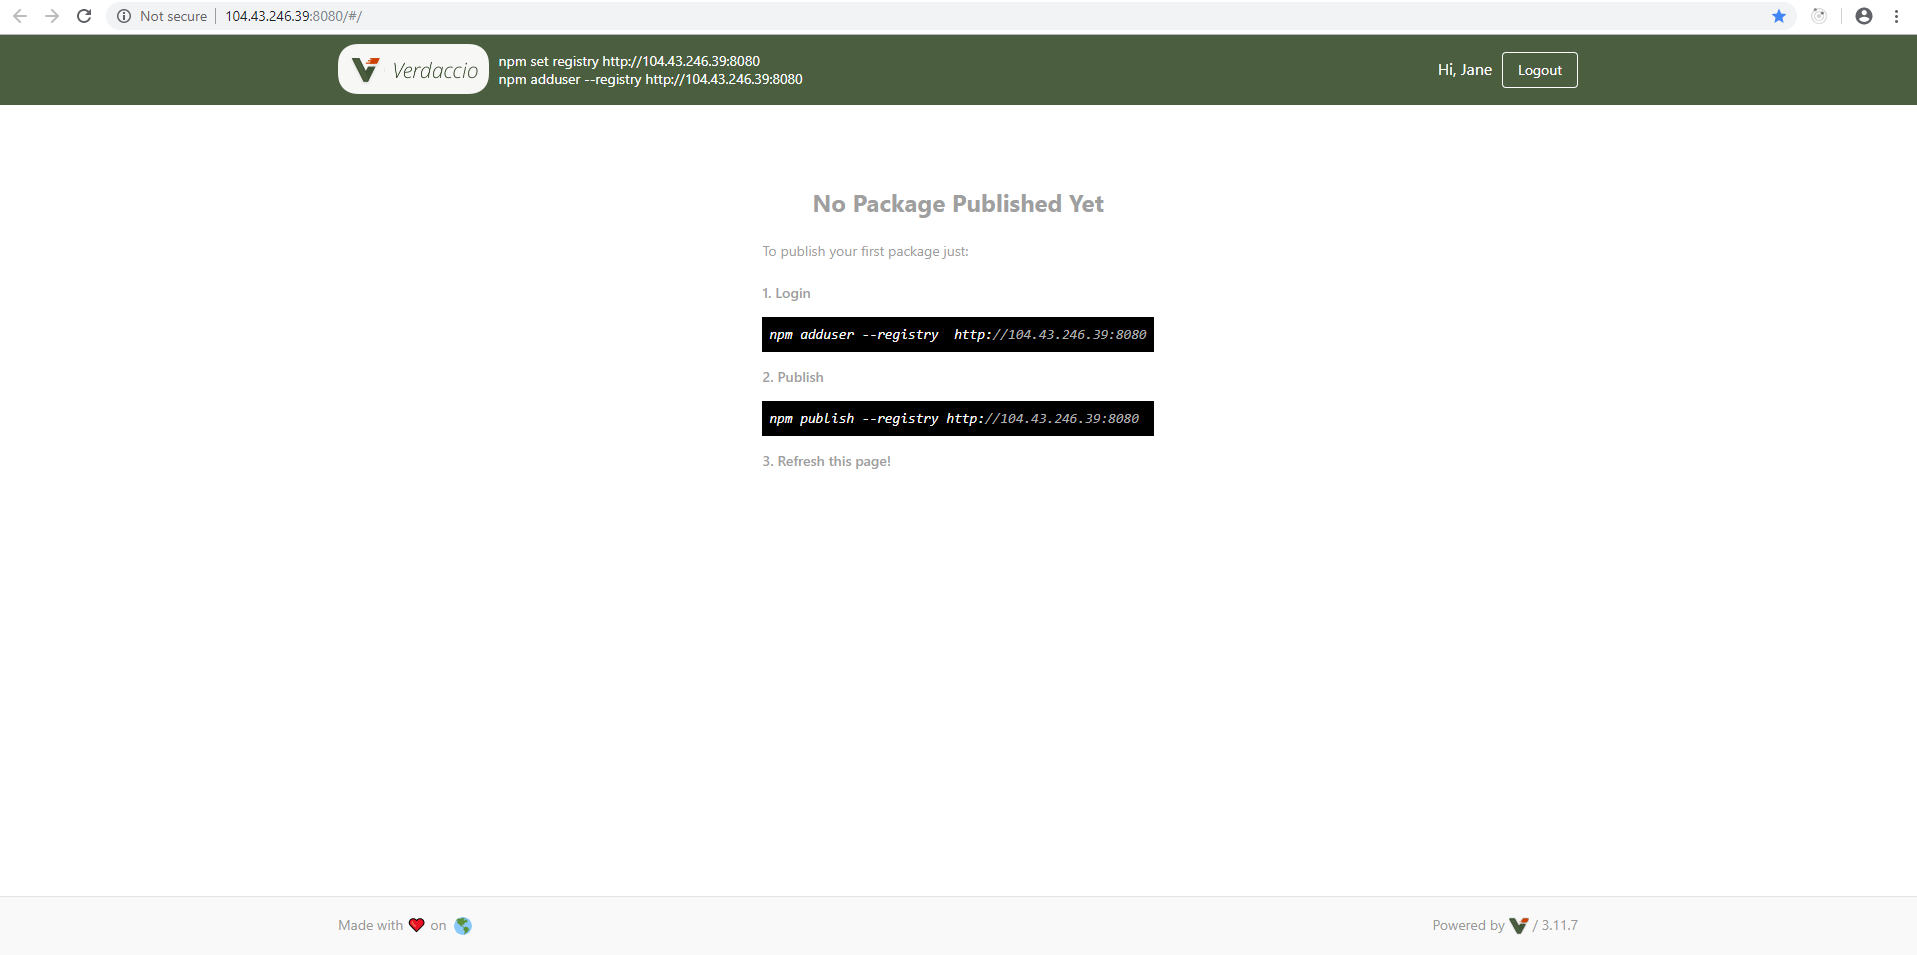 Not secure | 104.43.246.39:8080/#/
Verdaccio
npm set registry http://104.43.246.39:8080
npm adduser --registry http://104.43.246.39:8080
Hi, Jane
Logout
No Package Published Yet
To publish your first package just:
1. Login
npm adduser --registry  http://104.43.246.39:8080
2. Publish
npm publish --registry http://104.43.246.39:8080
3. Refresh this page!
Made with ❤ on 🌎
Powered by / 3.11.7